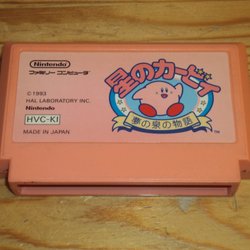 Nintendo
ファミリー コンピュータ
©1993
HAL LABORATORY INC.
Nintendo
HVC-KI
MADE IN JAPAN
星のカービィ
夢の泉の物語
TM